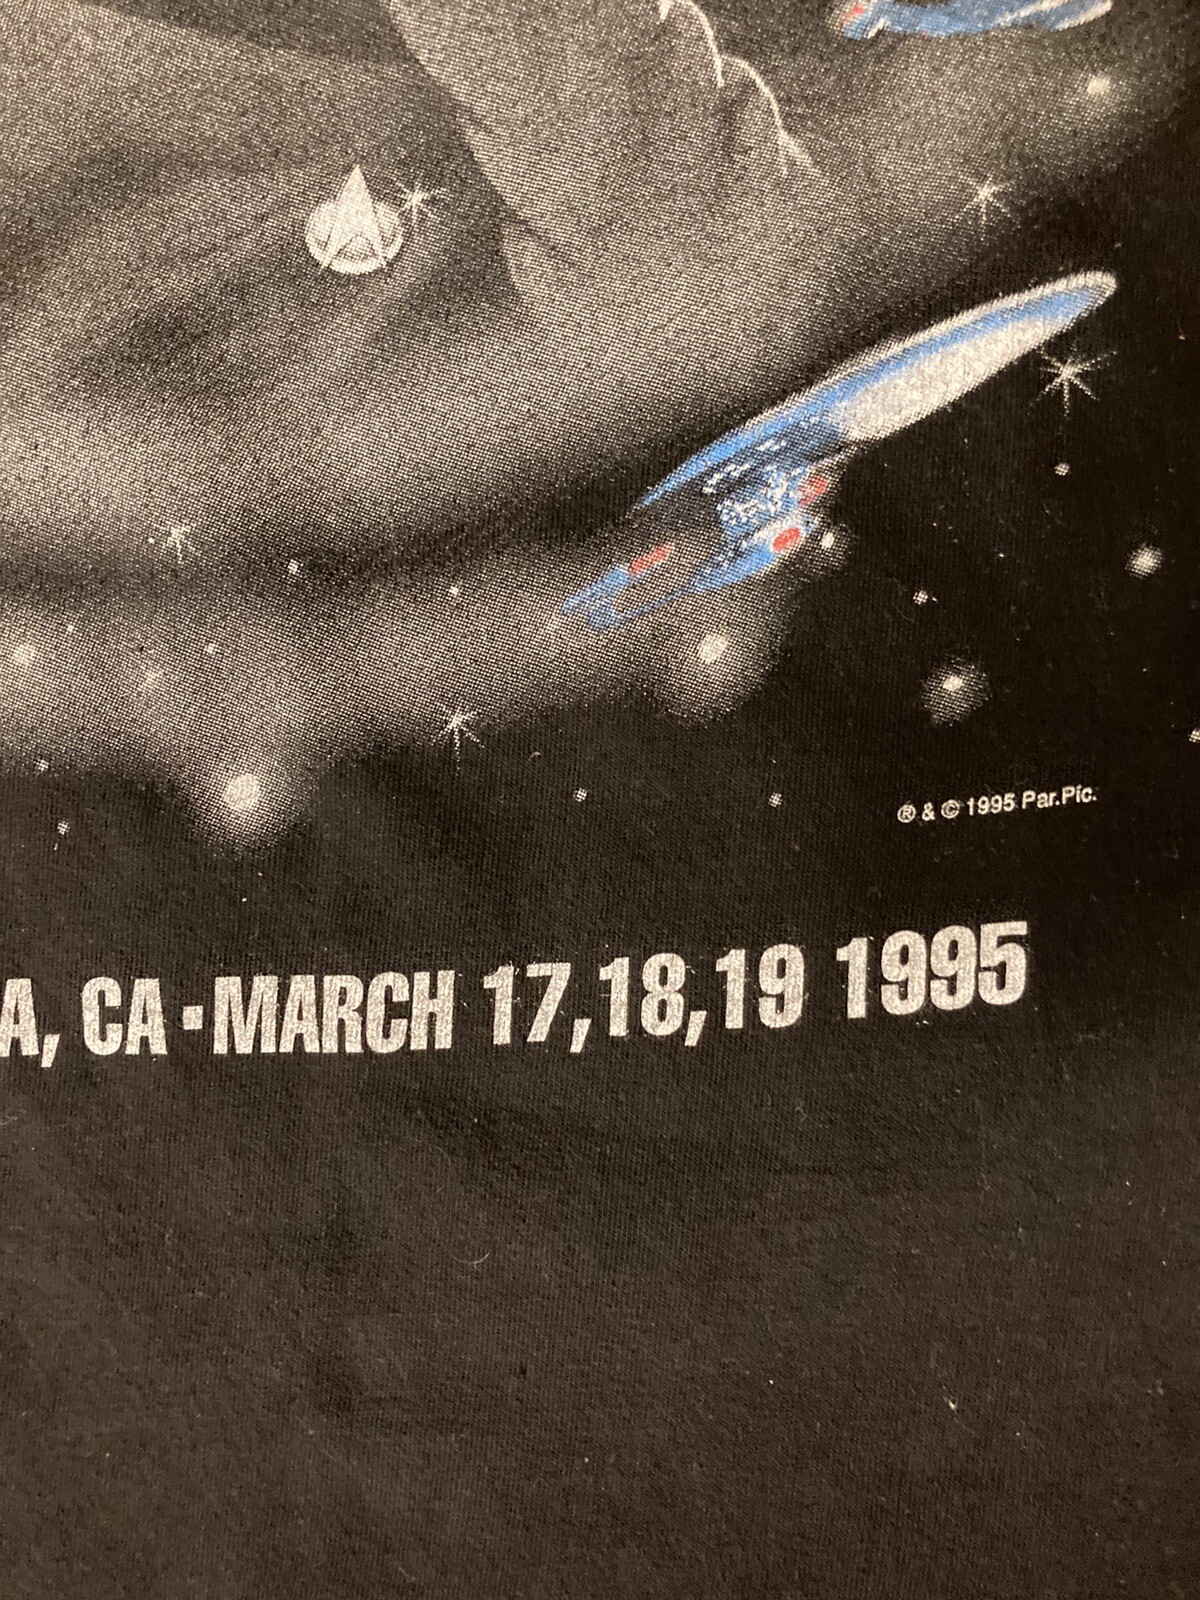 ® & © 1995 Par.Pic.
A, CA · MARCH 17,18,19 1995